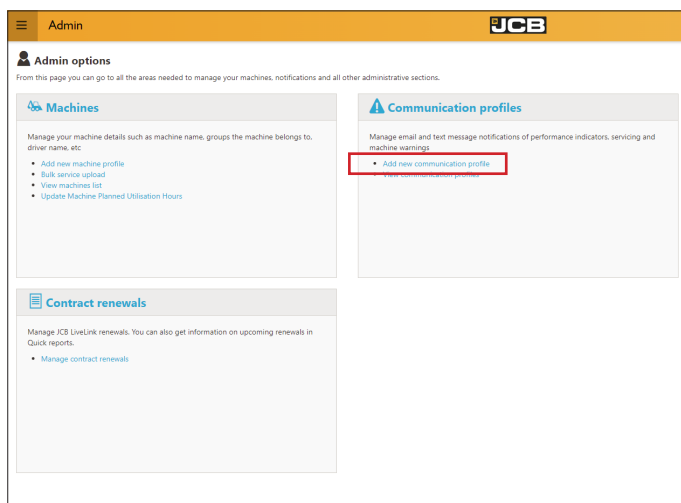 Admin
JCB
Admin options
From this page you can go to all the areas needed to manage your machines, notifications and all other administrative sections.
Machines
Manage your machine details such as machine name, groups the machine belongs to,
driver name, etc
Add new machine profile
Bulk service upload
View machines list
Update Machine Planned Utilisation Hours
Communication profiles
Manage email and text message notifications of performance indicators, servicing and
machine warnings
Add new communication profile
View communication profiles
Contract renewals
Manage JCB LiveLink renewals. You can also get information on upcoming renewals in
Quick reports.
Manage contract renewals